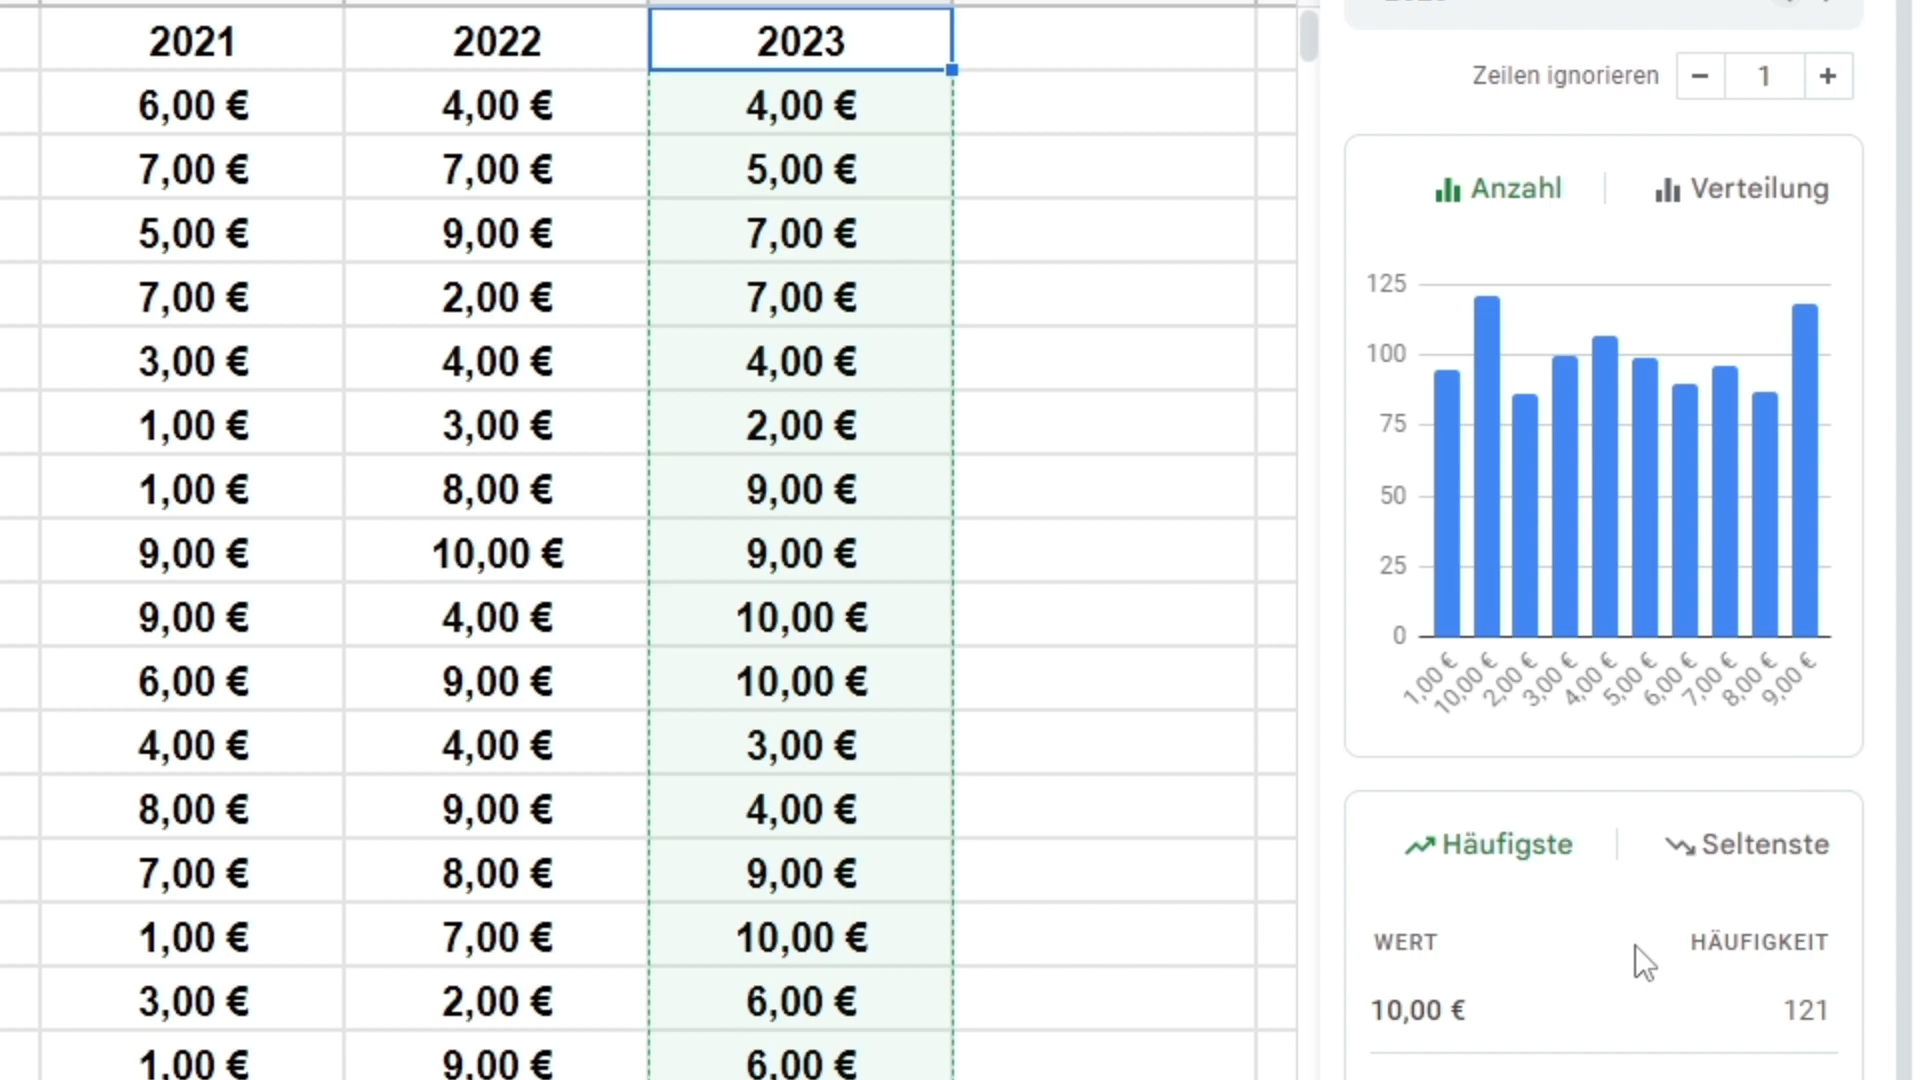 2021 2022 2023
6,00 € 4,00 € 4,00 €
7,00 € 7,00 € 5,00 €
5,00 € 9,00 € 7,00 €
7,00 € 2,00 € 7,00 €
3,00 € 4,00 € 4,00 €
1,00 € 3,00 € 2,00 €
1,00 € 8,00 € 9,00 €
9,00 € 10,00 € 9,00 €
9,00 € 4,00 € 10,00 €
6,00 € 9,00 € 10,00 €
4,00 € 4,00 € 3,00 €
8,00 € 9,00 € 4,00 €
7,00 € 8,00 € 9,00 €
1,00 € 7,00 € 10,00 €
3,00 € 2,00 € 6,00 €
1,00 € 9,00 € 6,00 €
Zeilen ignorieren − 1 +
Anzahl Verteilung
125
100
75
50
25
0
1,00 € 10,00 € 2,00 € 3,00 € 4,00 € 5,00 € 6,00 € 7,00 € 8,00 € 9,00 €
Häufigste Seltenste
WERT HÄUFIGKEIT
10,00 € 121